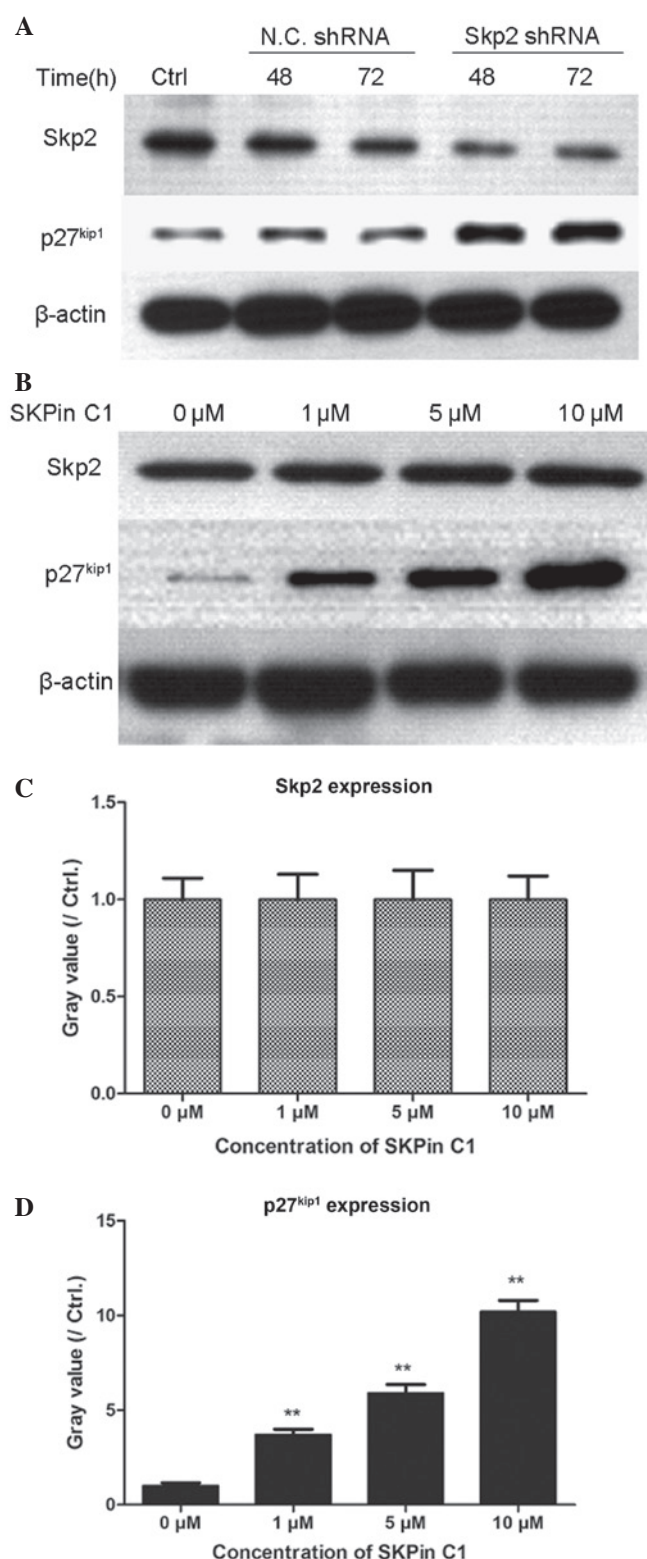 A
N.C. shRNA Skp2 shRNA
Time(h) Ctrl 48 72 48 72
Skp2
p27kip1
β-actin
B
SKPin C1 0 µM 1 µM 5 µM 10 µM
Skp2
p27kip1
β-actin
C
Skp2 expression
1.5
1.0
0.5
0.0
Gray value (/ Ctrl.)
0 µM 1 µM 5 µM 10 µM
Concentration of SKPin C1
D
p27kip1 expression
15
10
5
0
Gray value (/ Ctrl.)
** ** **
0 µM 1 µM 5 µM 10 µM
Concentration of SKPin C1